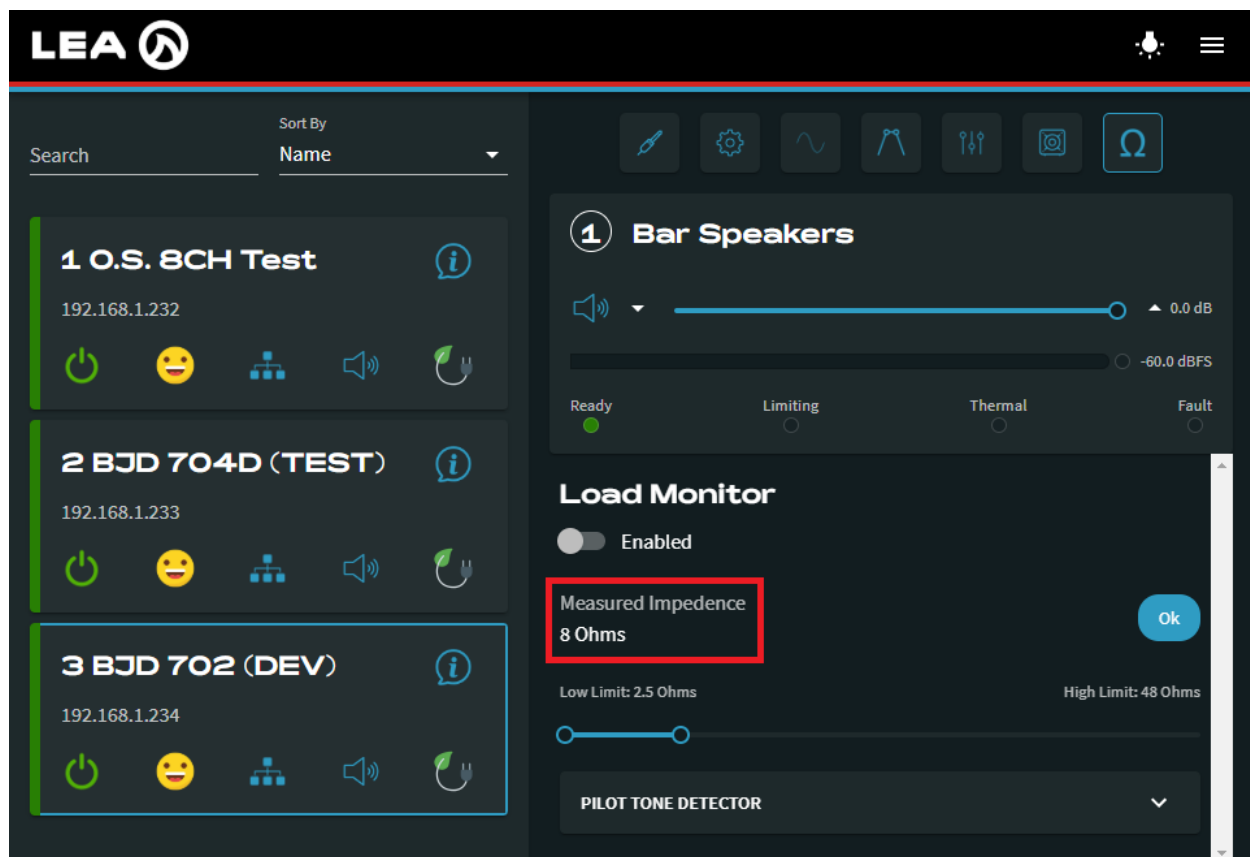 LEA
Search
Sort By
Name
1 O.S. 8CH Test
192.168.1.232
2 BJD 704D (TEST)
192.168.1.233
3 BJD 702 (DEV)
192.168.1.234
Ω
1 Bar Speakers
0.0 dB
-60.0 dBFS
Ready Limiting Thermal Fault
Load Monitor
Enabled
Measured Impedence
8 Ohms
Ok
Low Limit: 2.5 Ohms High Limit: 48 Ohms
PILOT TONE DETECTOR